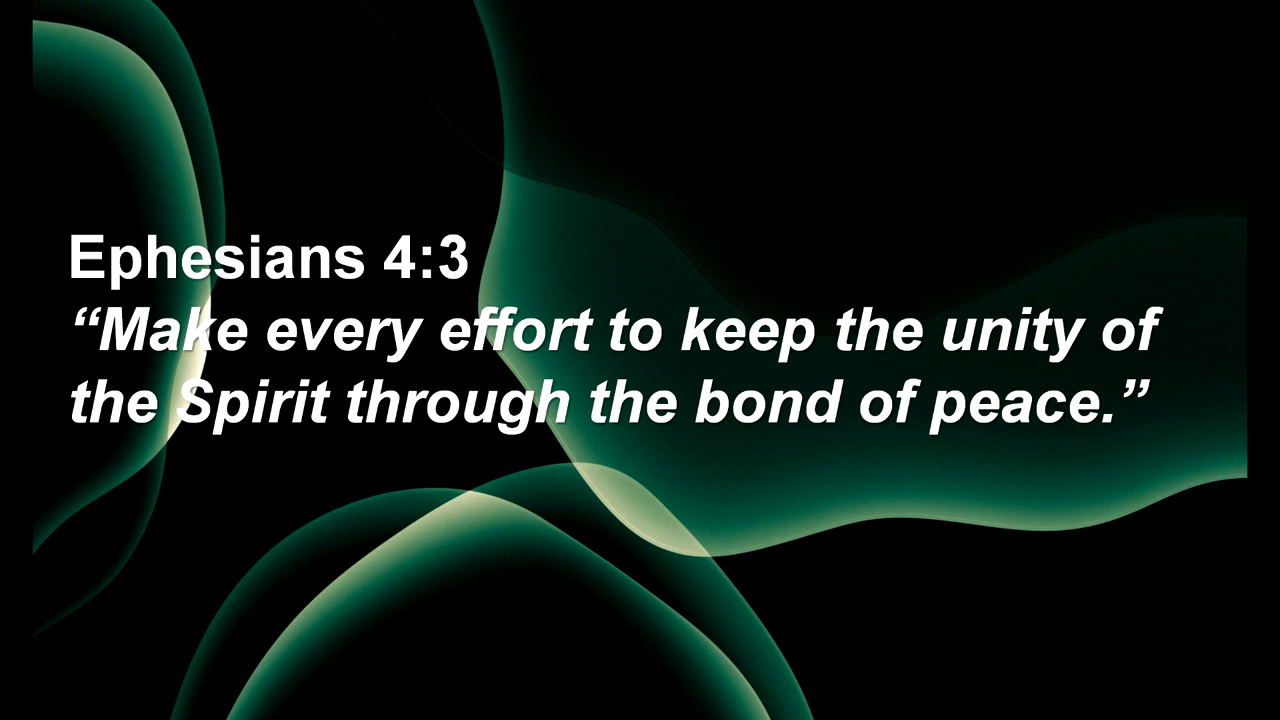 Ephesians 4:3
“Make every effort to keep the unity of
the Spirit through the bond of peace.”